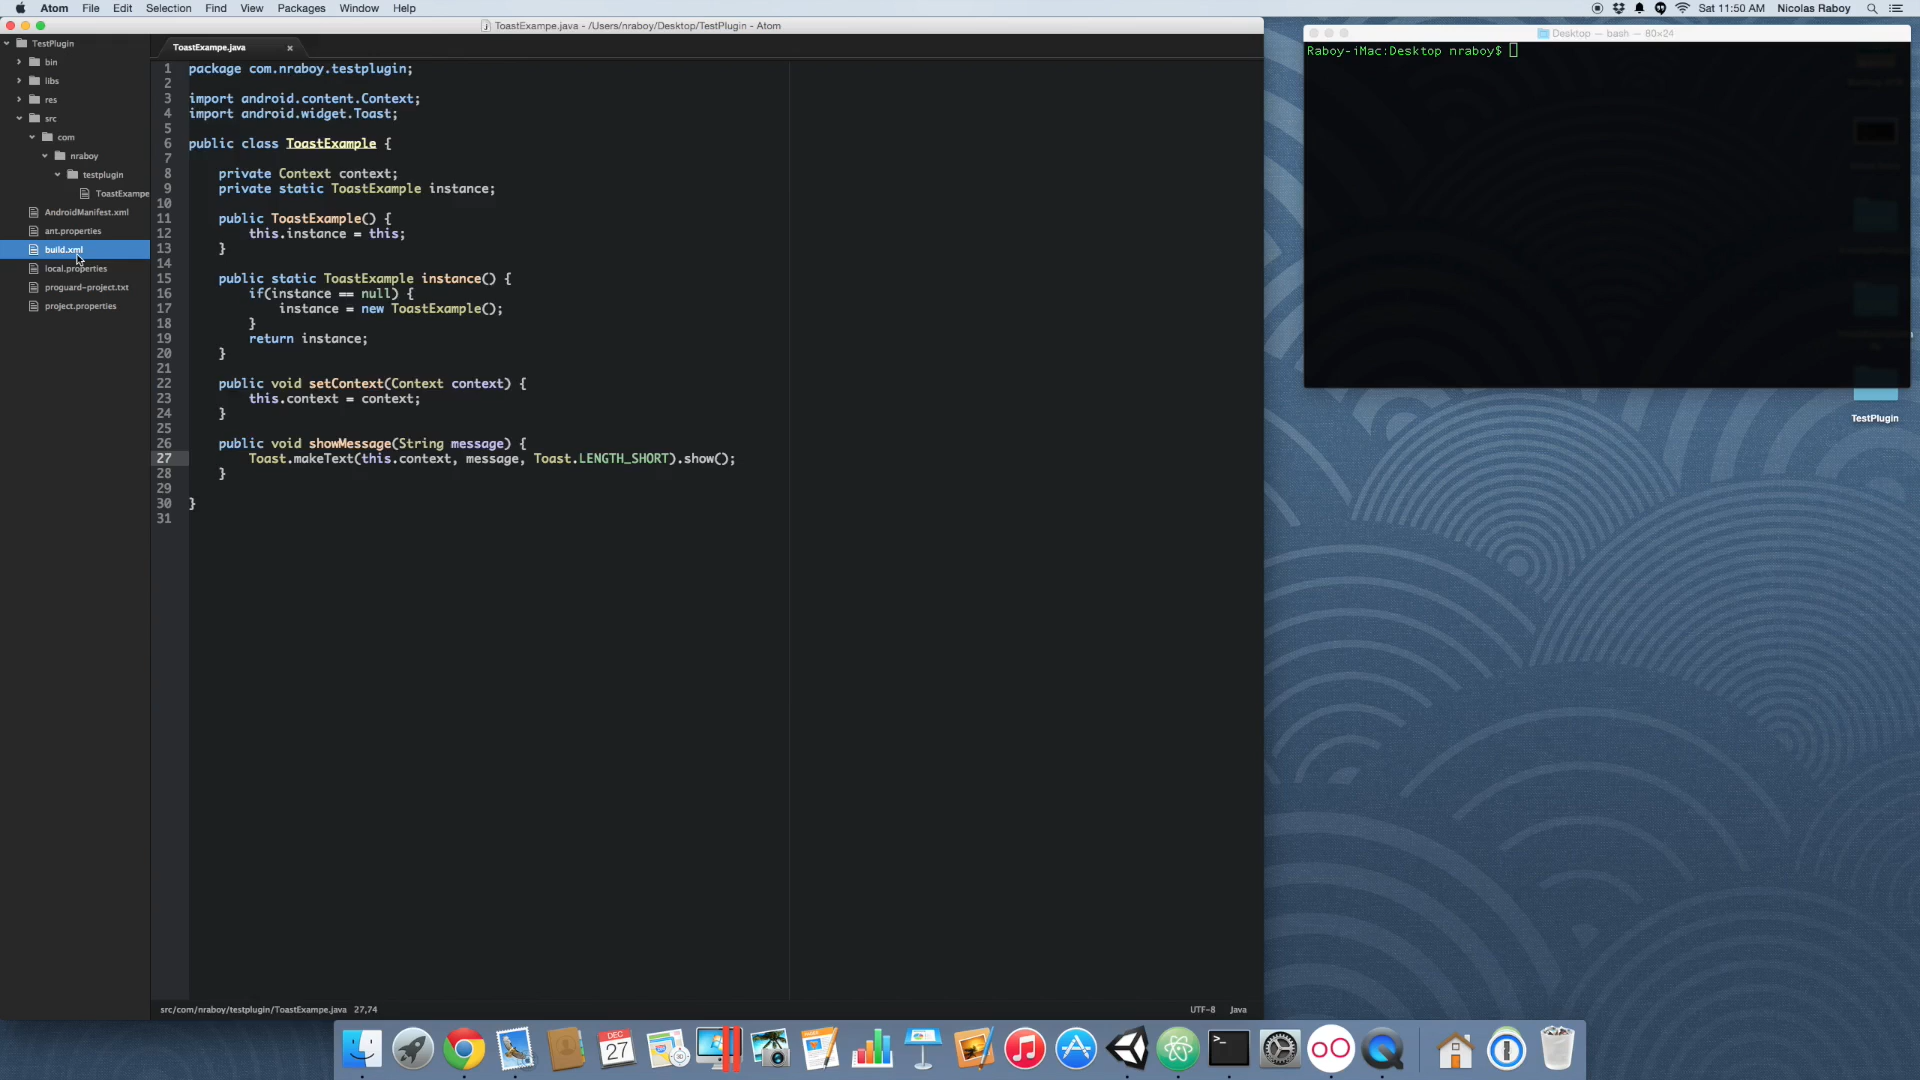 Atom File Edit View Selection Find Packages Window Help
Sat 11:50 AM Nicolas Raboy
ToastExampe.java - /Users/nraboy/Desktop/TestPlugin - Atom
TestPlugin
bin
libs
res
src
com
nraboy
testplugin
ToastExampe
AndroidManifest.xml
ant.properties
build.xml
local.properties
proguard-project.txt
project.properties
ToastExampe.java
1 package com.nraboy.testplugin;
2
3 import android.content.Context;
4 import android.widget.Toast;
5
6 public class ToastExample {
7
8 private Context context;
9 private static ToastExample instance;
10
11 public ToastExample() {
12 this.instance = this;
13 }
14
15 public static ToastExample instance() {
16 if(instance == null) {
17 instance = new ToastExample();
18 }
19 return instance;
20 }
21
22 public void setContext(Context context) {
23 this.context = context;
24 }
25
26 public void showMessage(String message) {
27 Toast.makeText(this.context, message, Toast.LENGTH_SHORT).show();
28 }
29
30 }
31
src/com/nraboy/testplugin/ToastExampe.java 27,74
UTF-8 Java
Desktop — bash — 80×24
Raboy-iMac:Desktop nraboy$
TestPlugin
DEC
27